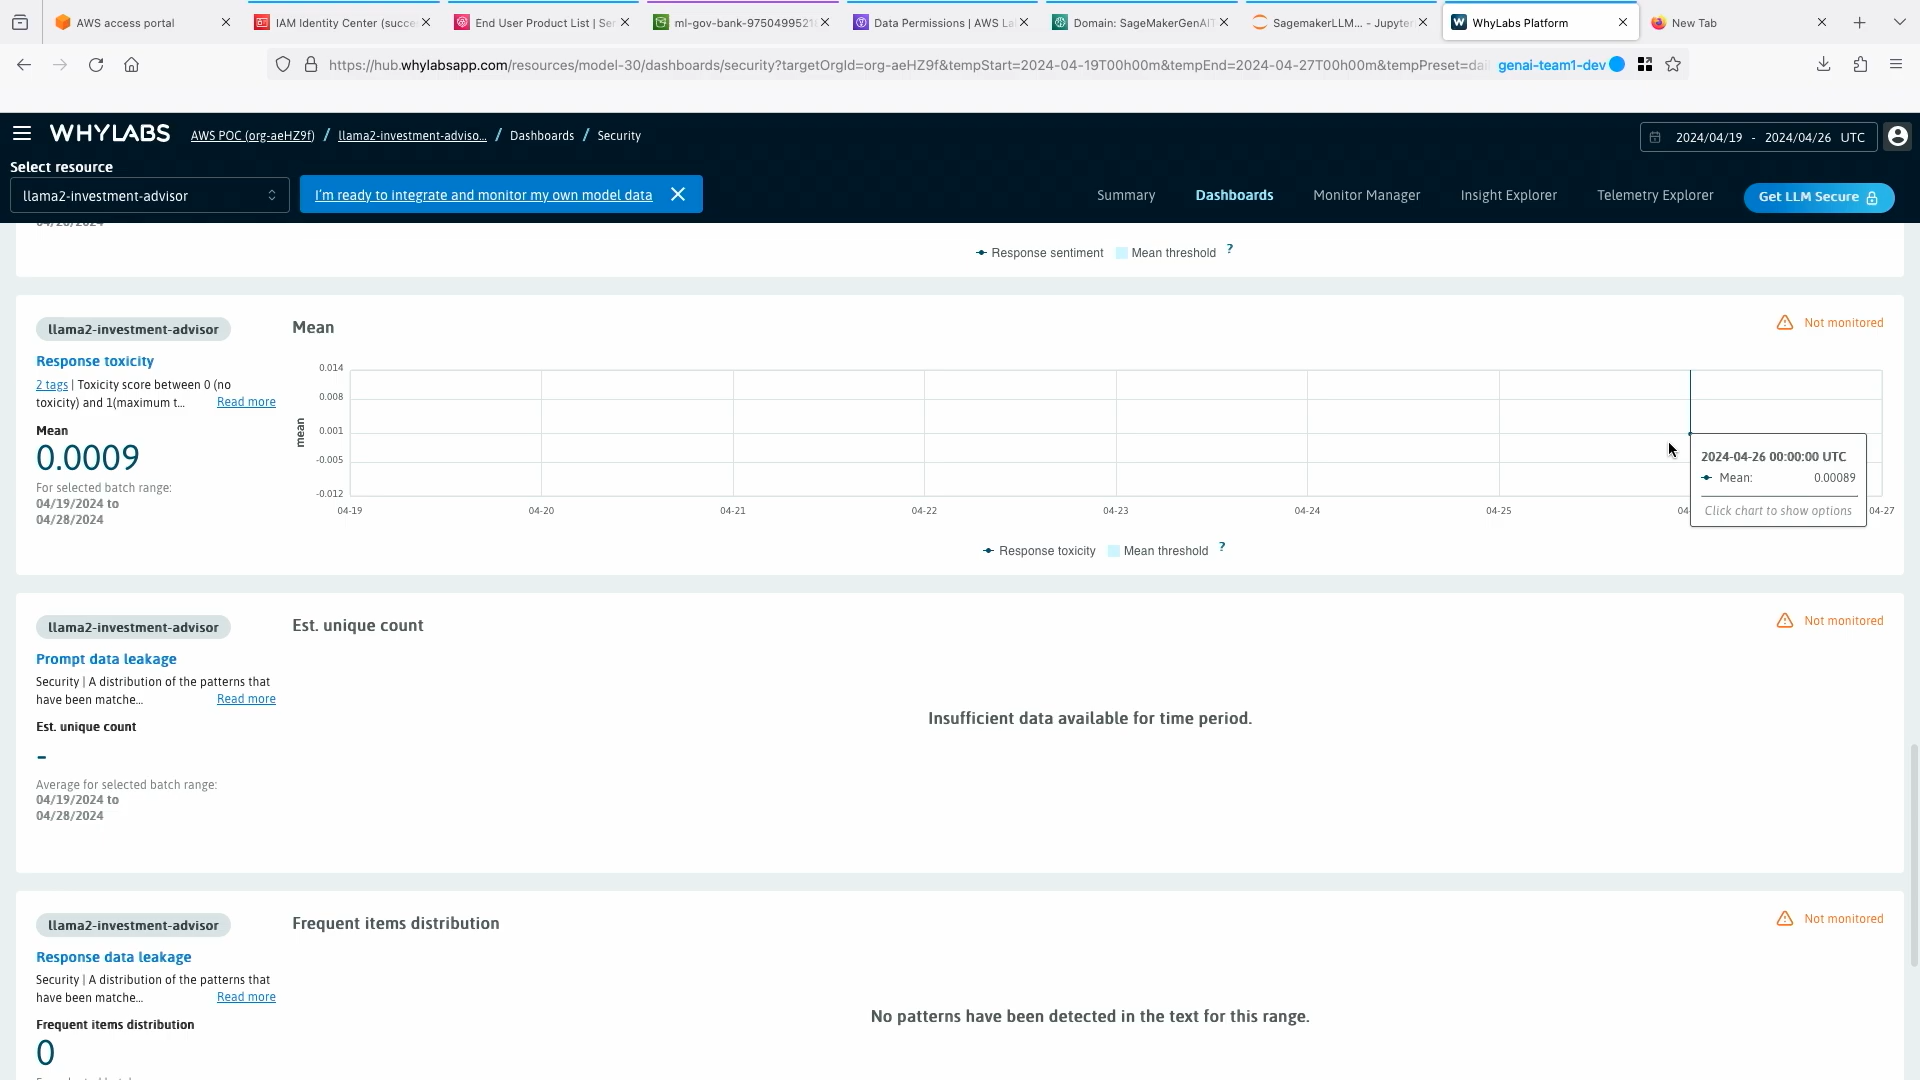 AWS access portal
IAM Identity Center (succe
End User Product List | Ser
ml-gov-bank-9750499521
Data Permissions | AWS La
Domain: SageMakerGenAIT
SagemakerLLM... - Jupyter
WhyLabs Platform
New Tab
https://hub.whylabsapp.com/resources/model-30/dashboards/security?targetOrgId=org-aeHZ9f&tempStart=2024-04-19T00h00m&tempEnd=2024-04-27T00h00m&tempPreset=dai
genai-team1-dev
WHYLABS
AWS POC (org-aeHZ9f) / llama2-investment-adviso... / Dashboards / Security
2024/04/19 - 2024/04/26 UTC
Select resource
llama2-investment-advisor
I'm ready to integrate and monitor my own model data
Summary
Dashboards
Monitor Manager
Insight Explorer
Telemetry Explorer
Get LLM Secure
04/28/2024
Response sentiment
Mean threshold ?
llama2-investment-advisor
Response toxicity
2 tags | Toxicity score between 0 (no
toxicity) and 1(maximum t... Read more
Mean
0.0009
For selected batch range:
04/19/2024 to
04/28/2024
Mean
Not monitored
mean
0.014
0.008
0.001
-0.005
-0.012
04-19
04-20
04-21
04-22
04-23
04-24
04-25
04-
04-27
2024-04-26 00:00:00 UTC
Mean: 0.00089
Click chart to show options
Response toxicity
Mean threshold ?
llama2-investment-advisor
Prompt data leakage
Security | A distribution of the patterns that
have been matche... Read more
Est. unique count
-
Average for selected batch range:
04/19/2024 to
04/28/2024
Est. unique count
Not monitored
Insufficient data available for time period.
llama2-investment-advisor
Response data leakage
Security | A distribution of the patterns that
have been matche... Read more
Frequent items distribution
0
Frequent items distribution
Not monitored
No patterns have been detected in the text for this range.